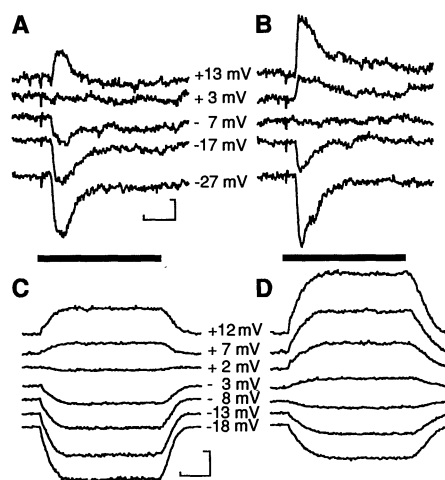 A
B
+13 mV
+ 3 mV
- 7 mV
-17 mV
-27 mV
C
D
+12 mV
+ 7 mV
+ 2 mV
- 3 mV
- 8 mV
-13 mV
-18 mV